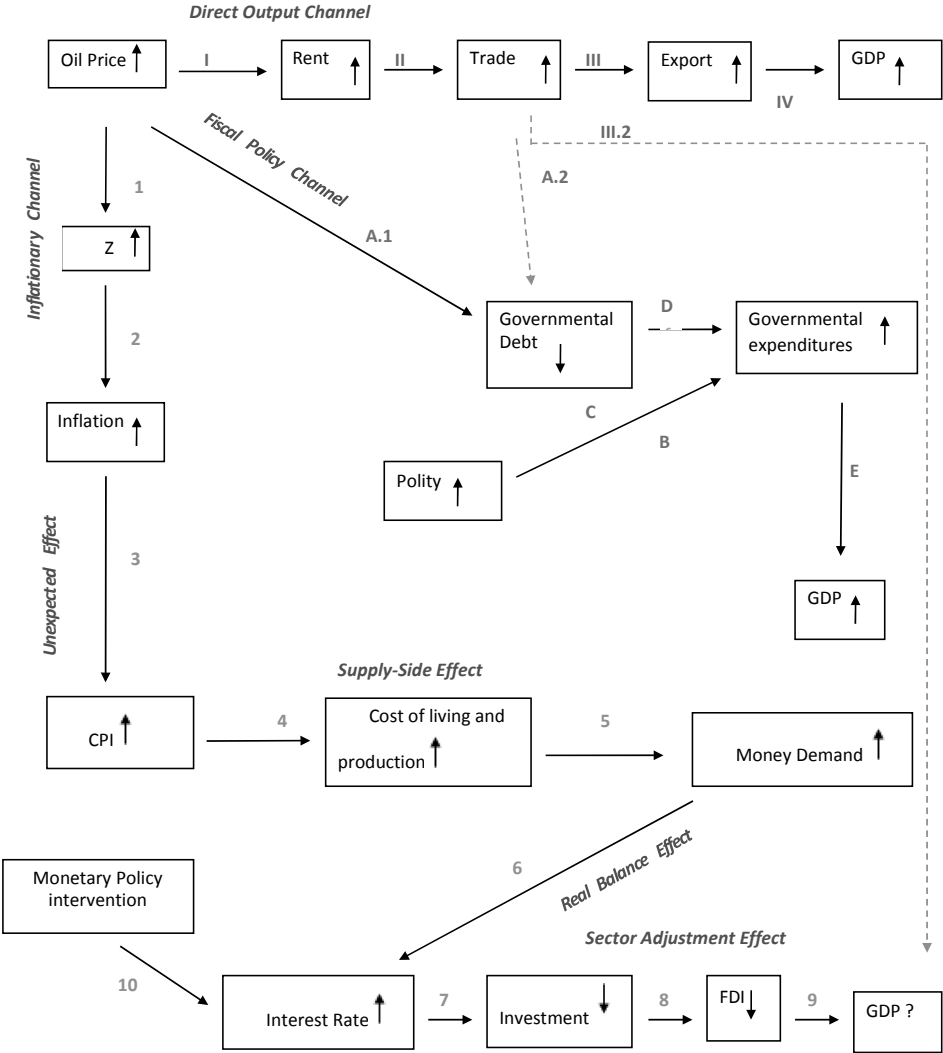 Direct Output Channel
Oil Price
I
Rent
II
Trade
III
Export
IV
GDP
III.2
Fiscal Policy Channel
A.2
Inflationary Channel
1
A.1
Z
2
Governmental
Debt
D
Governmental
expenditures
Inflation
C
B
Polity
E
Unexpected Effect
3
GDP
Supply-Side Effect
CPI
4
Cost of living and
production
5
Money Demand
6
Real Balance Effect
Monetary Policy
intervention
Sector Adjustment Effect
10
Interest Rate
7
Investment
8
FDI
9
GDP ?